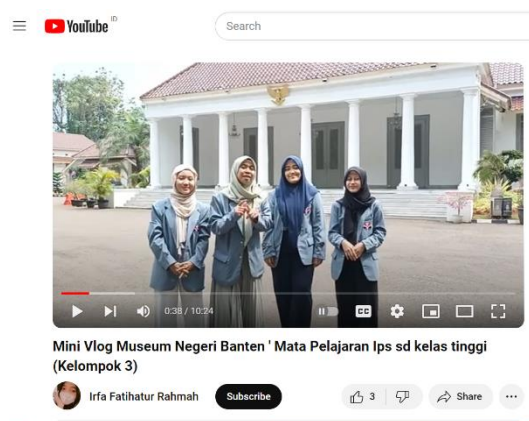 YouTube ID
Search
0:38 / 10:24
CC
Mini Vlog Museum Negeri Banten ' Mata Pelajaran Ips sd kelas tinggi
(Kelompok 3)
Irfa Fatihatur Rahmah
Subscribe
3
Share